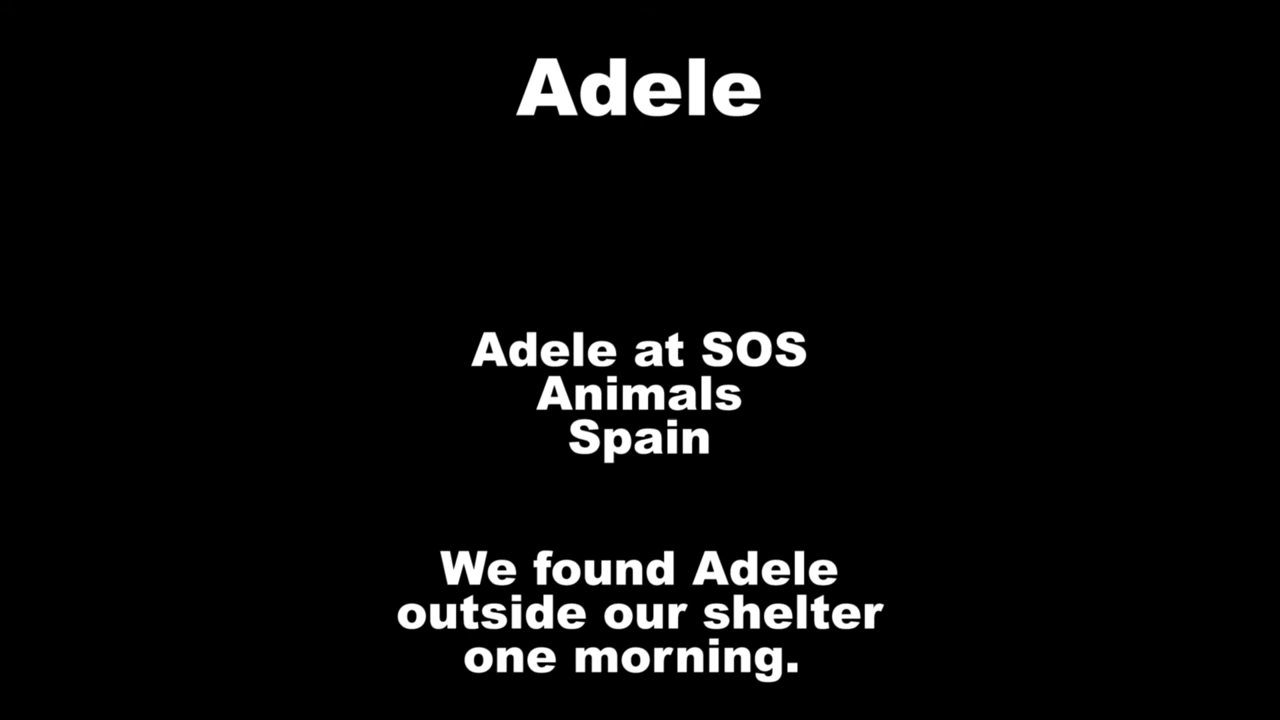 Adele
Adele at SOS
Animals
Spain
We found Adele
outside our shelter
one morning.